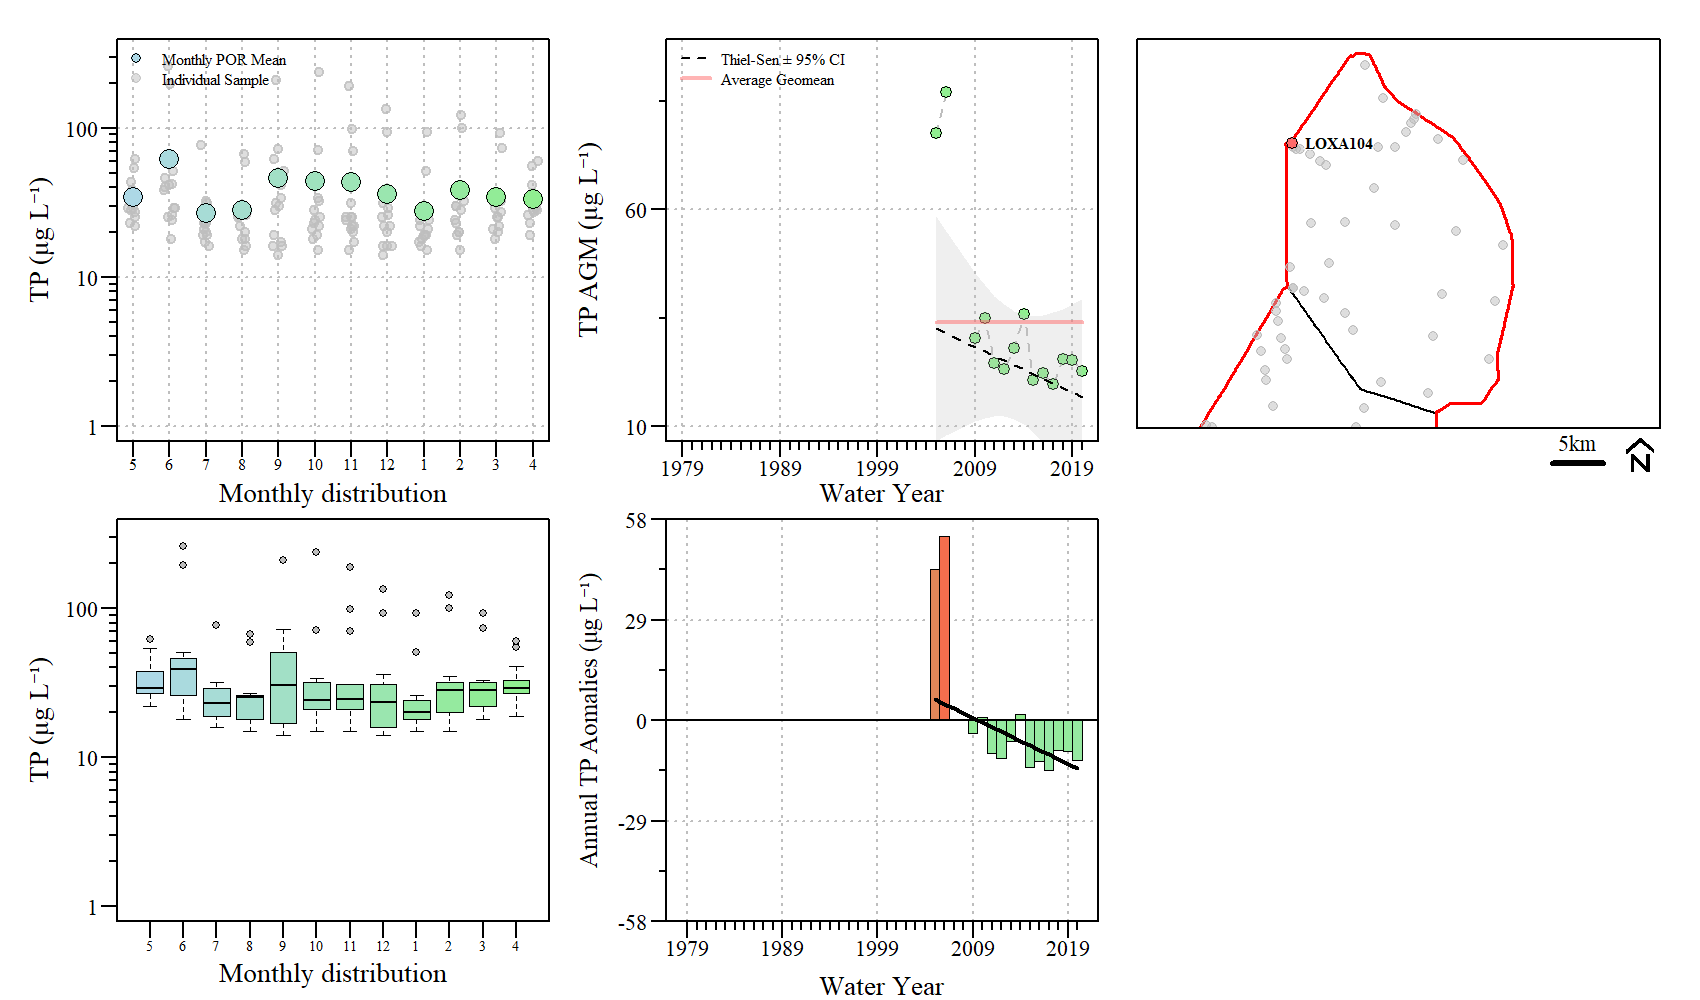 Monthly POR Mean
Individual Sample
100
10
1
TP (µg L⁻¹)
5 6 7 8 9 10 11 12 1 2 3 4
Monthly distribution
Thiel-Sen ± 95% CI
Average Geomean
60
10
TP AGM (µg L⁻¹)
1979 1989 1999 2009 2019
Water Year
LOXA104
5km
N
100
10
1
TP (µg L⁻¹)
5 6 7 8 9 10 11 12 1 2 3 4
Monthly distribution
58
29
0
-29
-58
Annual TP Aomalies (µg L⁻¹)
1979 1989 1999 2009 2019
Water Year